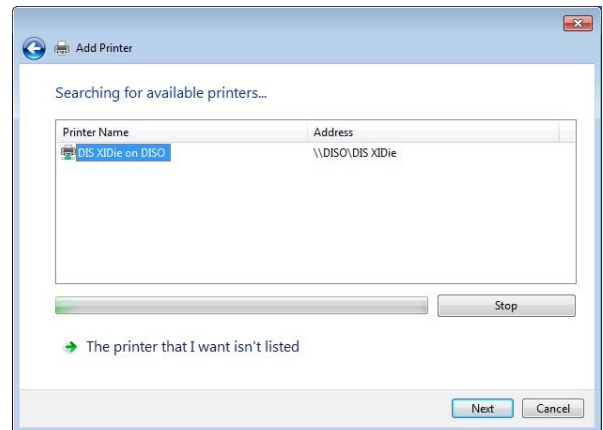 Add Printer
Searching for available printers...
Printer Name Address
DIS XIDie on DISO \\DISO\DIS XIDie
Stop
The printer that I want isn't listed
Next Cancel